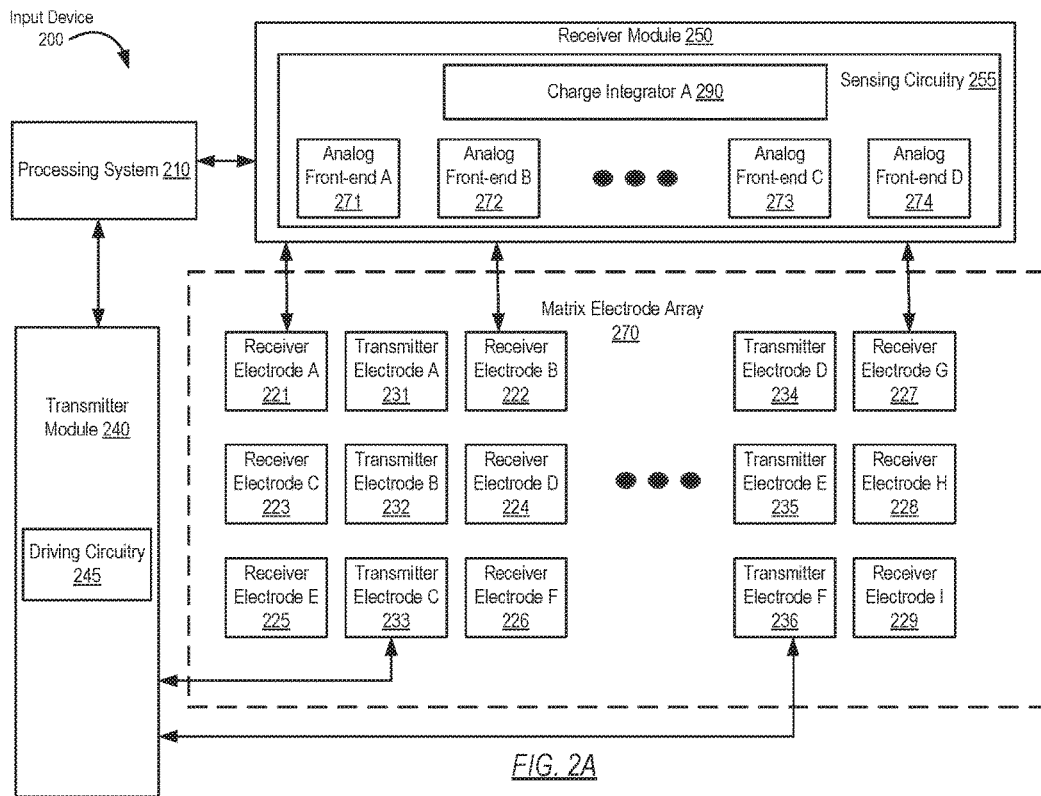 Input Device
200
Receiver Module 250
Charge Integrator A 290
Sensing Circuitry 255
Processing System 210
Analog
Front-end A
271
Analog
Front-end B
272
Analog
Front-end C
273
Analog
Front-end D
274
Matrix Electrode Array
270
Receiver
Electrode A
221
Transmitter
Electrode A
231
Receiver
Electrode B
222
Transmitter
Electrode D
234
Receiver
Electrode G
227
Transmitter
Module 240
Receiver
Electrode C
223
Transmitter
Electrode B
232
Receiver
Electrode D
224
Transmitter
Electrode E
235
Receiver
Electrode H
228
Driving Circuitry
245
Receiver
Electrode E
225
Transmitter
Electrode C
233
Receiver
Electrode F
226
Transmitter
Electrode F
236
Receiver
Electrode I
229
FIG. 2A